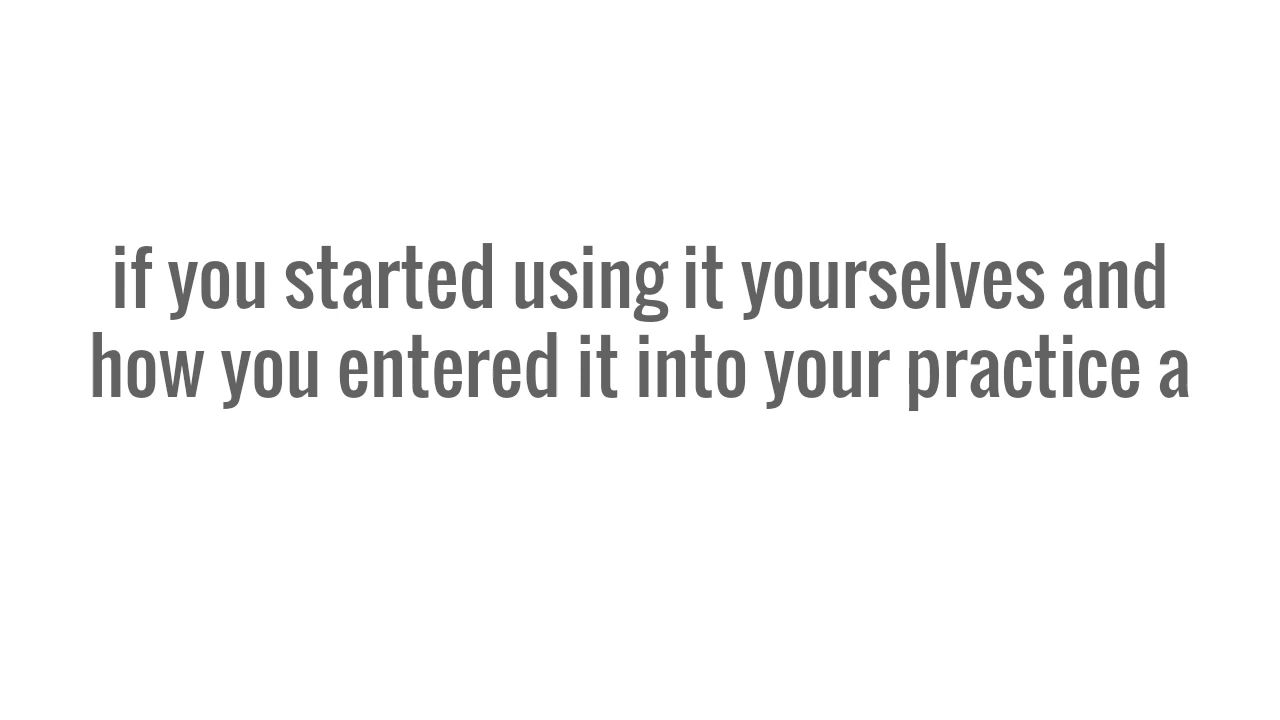 if you started using it yourselves and
how you entered it into your practice a